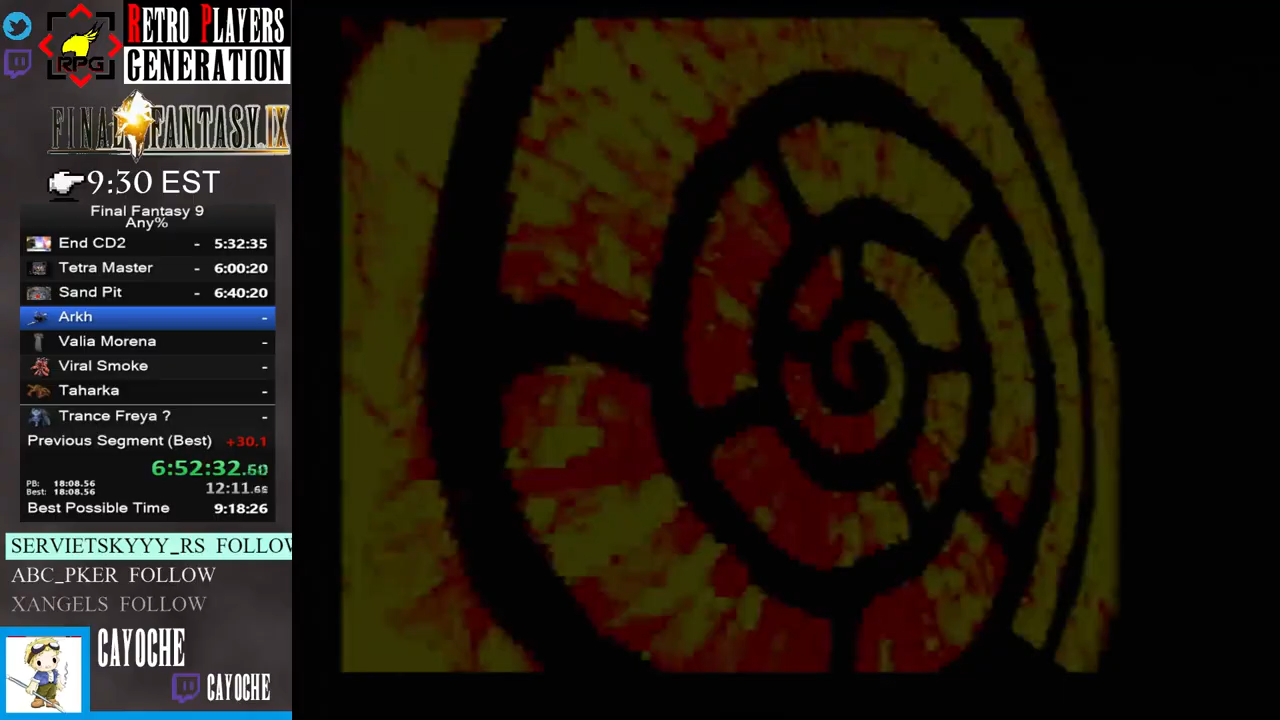 RETRO PLAYERS
GENERATION
RPG
FINAL FANTASY IX
9:30 EST
Final Fantasy 9
Any%
End CD2 - 5:32:35
Tetra Master - 6:00:20
Sand Pit - 6:40:20
Arkh -
Valia Morena -
Viral Smoke -
Taharka -
Trance Freya ? -
Previous Segment (Best) +30.1
6:52:32.60
PB: 18:08.56
Best: 18:08.56
12:11.65
Best Possible Time 9:18:26
SERVIETSKYYY_RS FOLLOW
ABC_PKER FOLLOW
XANGELS FOLLOW
CAYOCHE
CAYOCHE